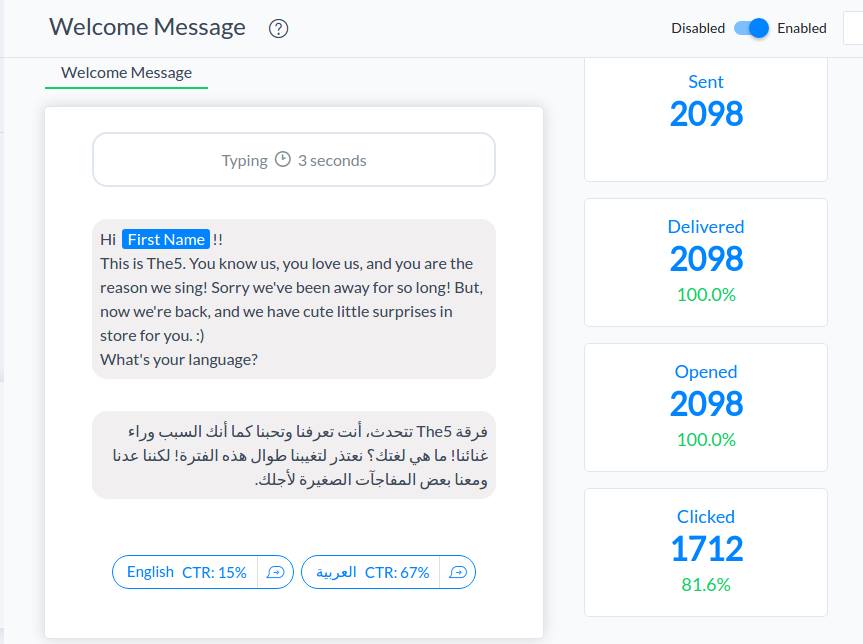 Welcome Message ?
Disabled Enabled
Welcome Message
Typing 3 seconds
Hi First Name !!
This is The5. You know us, you love us, and you are the
reason we sing! Sorry we've been away for so long! But,
now we're back, and we have cute little surprises in
store for you. :)
What's your language?
فرقة The5 تتحدث، أنت تعرفنا وتحبنا كما أنك السبب وراء
غنائنا! ما هي لغتك؟ نعتذر لتغيبنا طوال هذه الفترة! لكننا عدنا
ومعنا بعض المفاجآت الصغيرة لأجلك.
English CTR: 15%
العربية CTR: 67%
Sent
2098
Delivered
2098
100.0%
Opened
2098
100.0%
Clicked
1712
81.6%